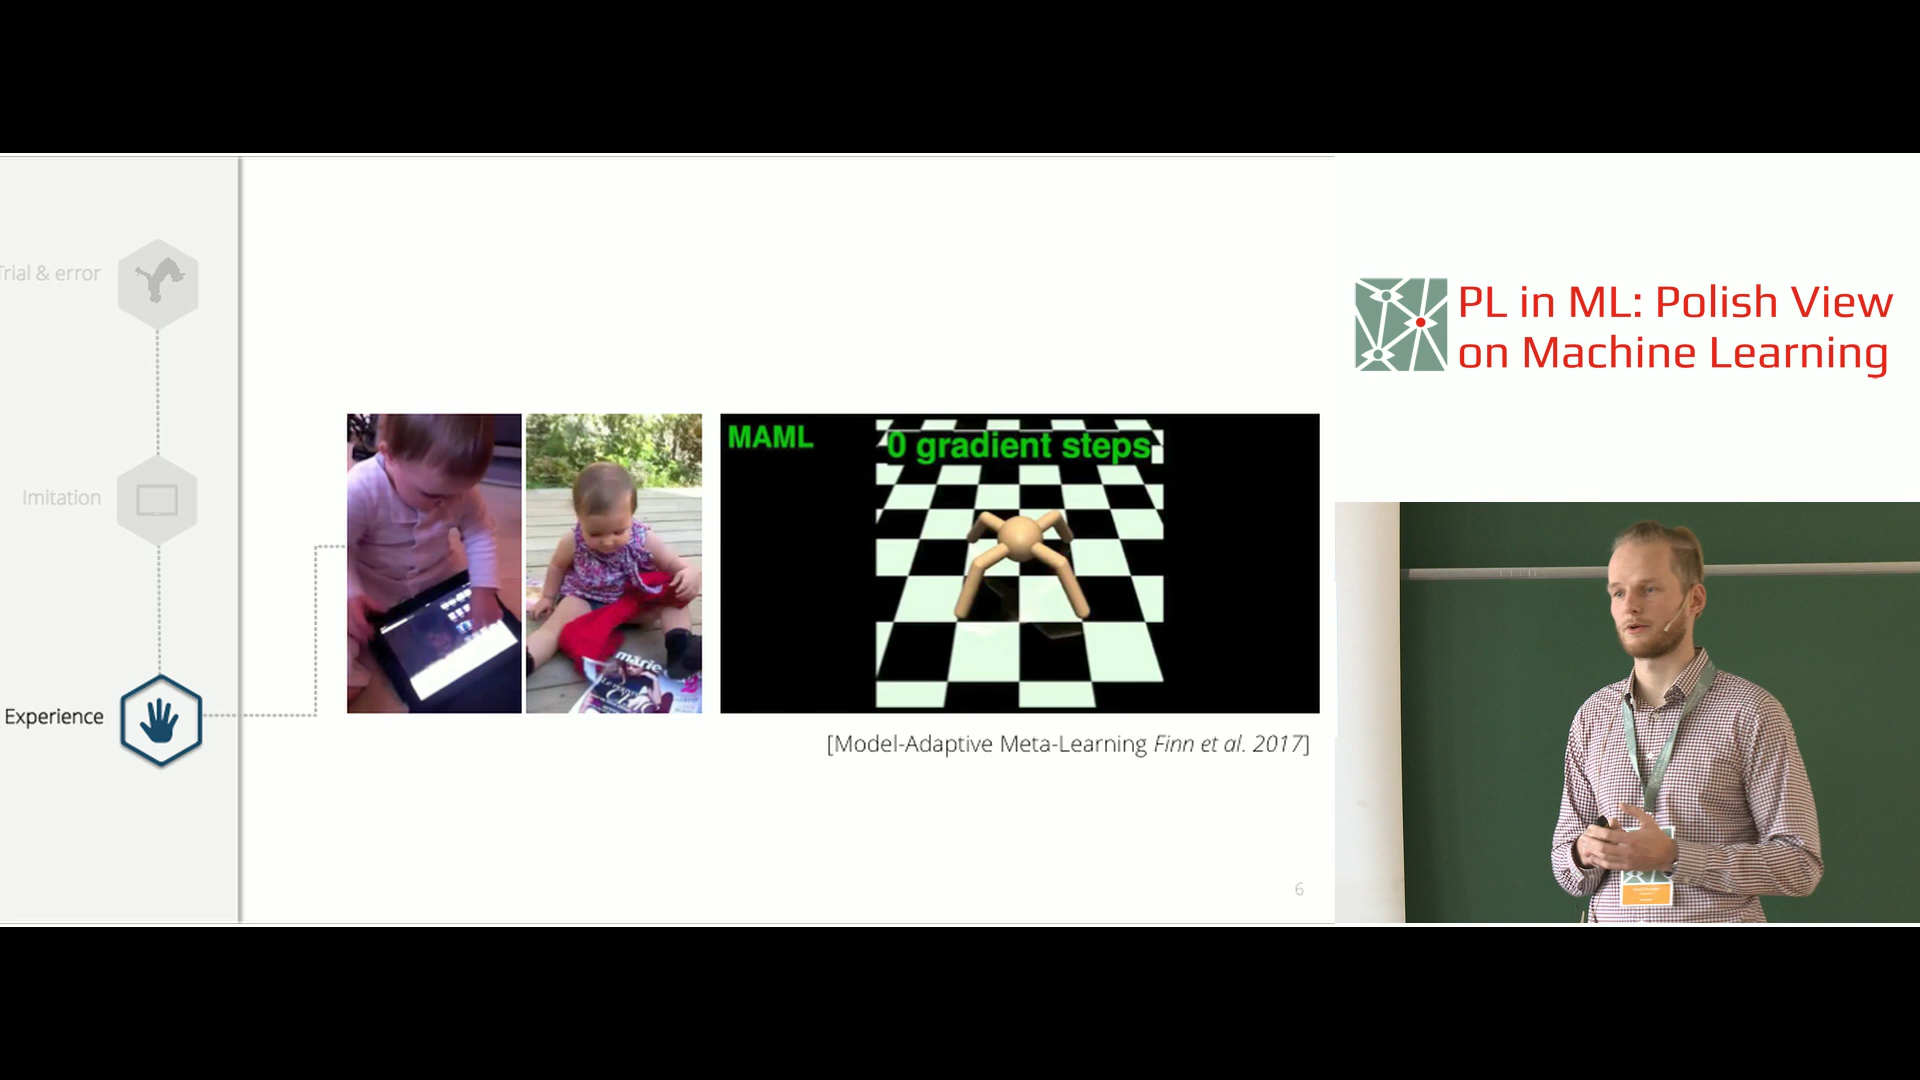 Trial & error
Imitation
Experience
MAML
0 gradient steps
marie
[Model-Adaptive Meta-Learning Finn et al. 2017]
6
PL in ML: Polish View
on Machine Learning